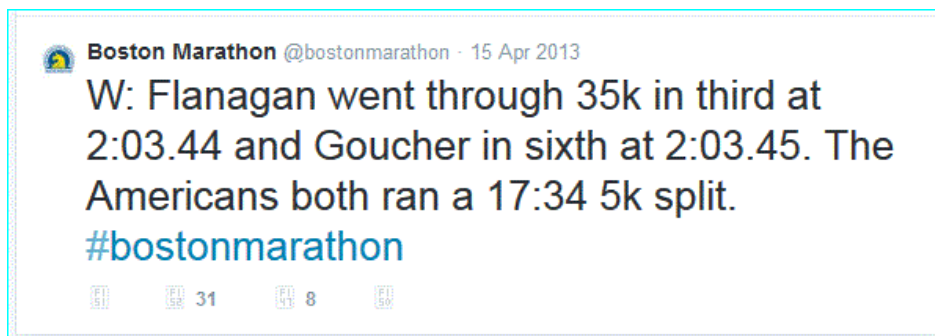 Boston Marathon @bostonmarathon · 15 Apr 2013
W: Flanagan went through 35k in third at
2:03.44 and Goucher in sixth at 2:03.45. The
Americans both ran a 17:34 5k split.
#bostonmarathon
31 8